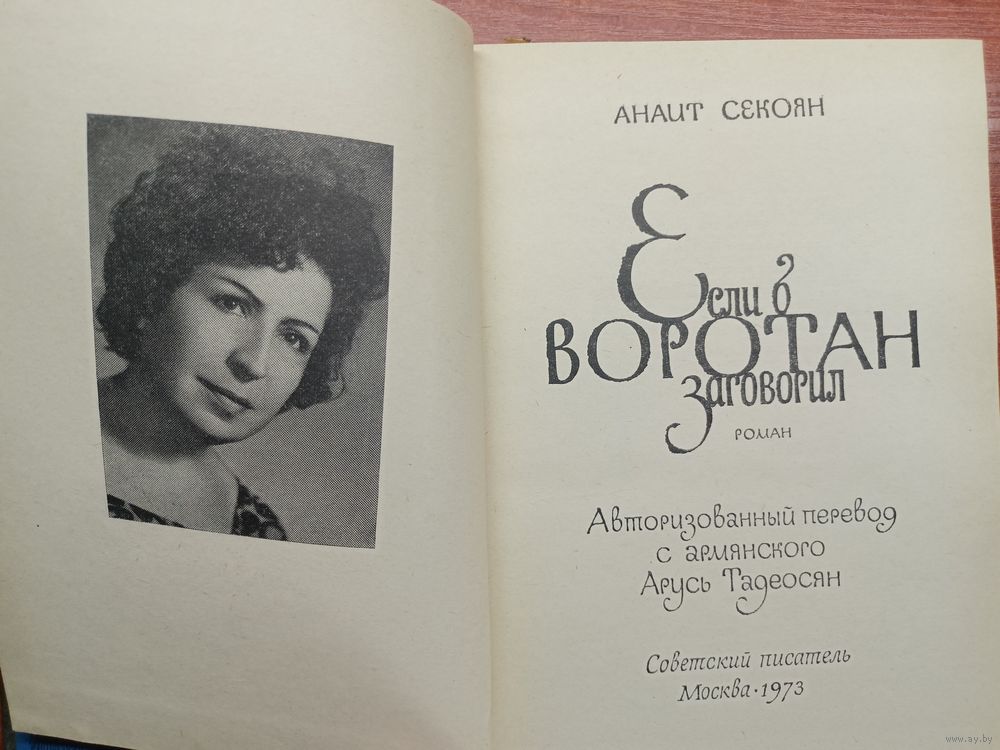 АНАИТ СЕКОЯН
Если б
ВОРОТАН
заговорил
РОМАН
Авторизованный перевод
с армянского
Арусь Тадеосян
Советский писатель
Москва · 1973
www.ay.by